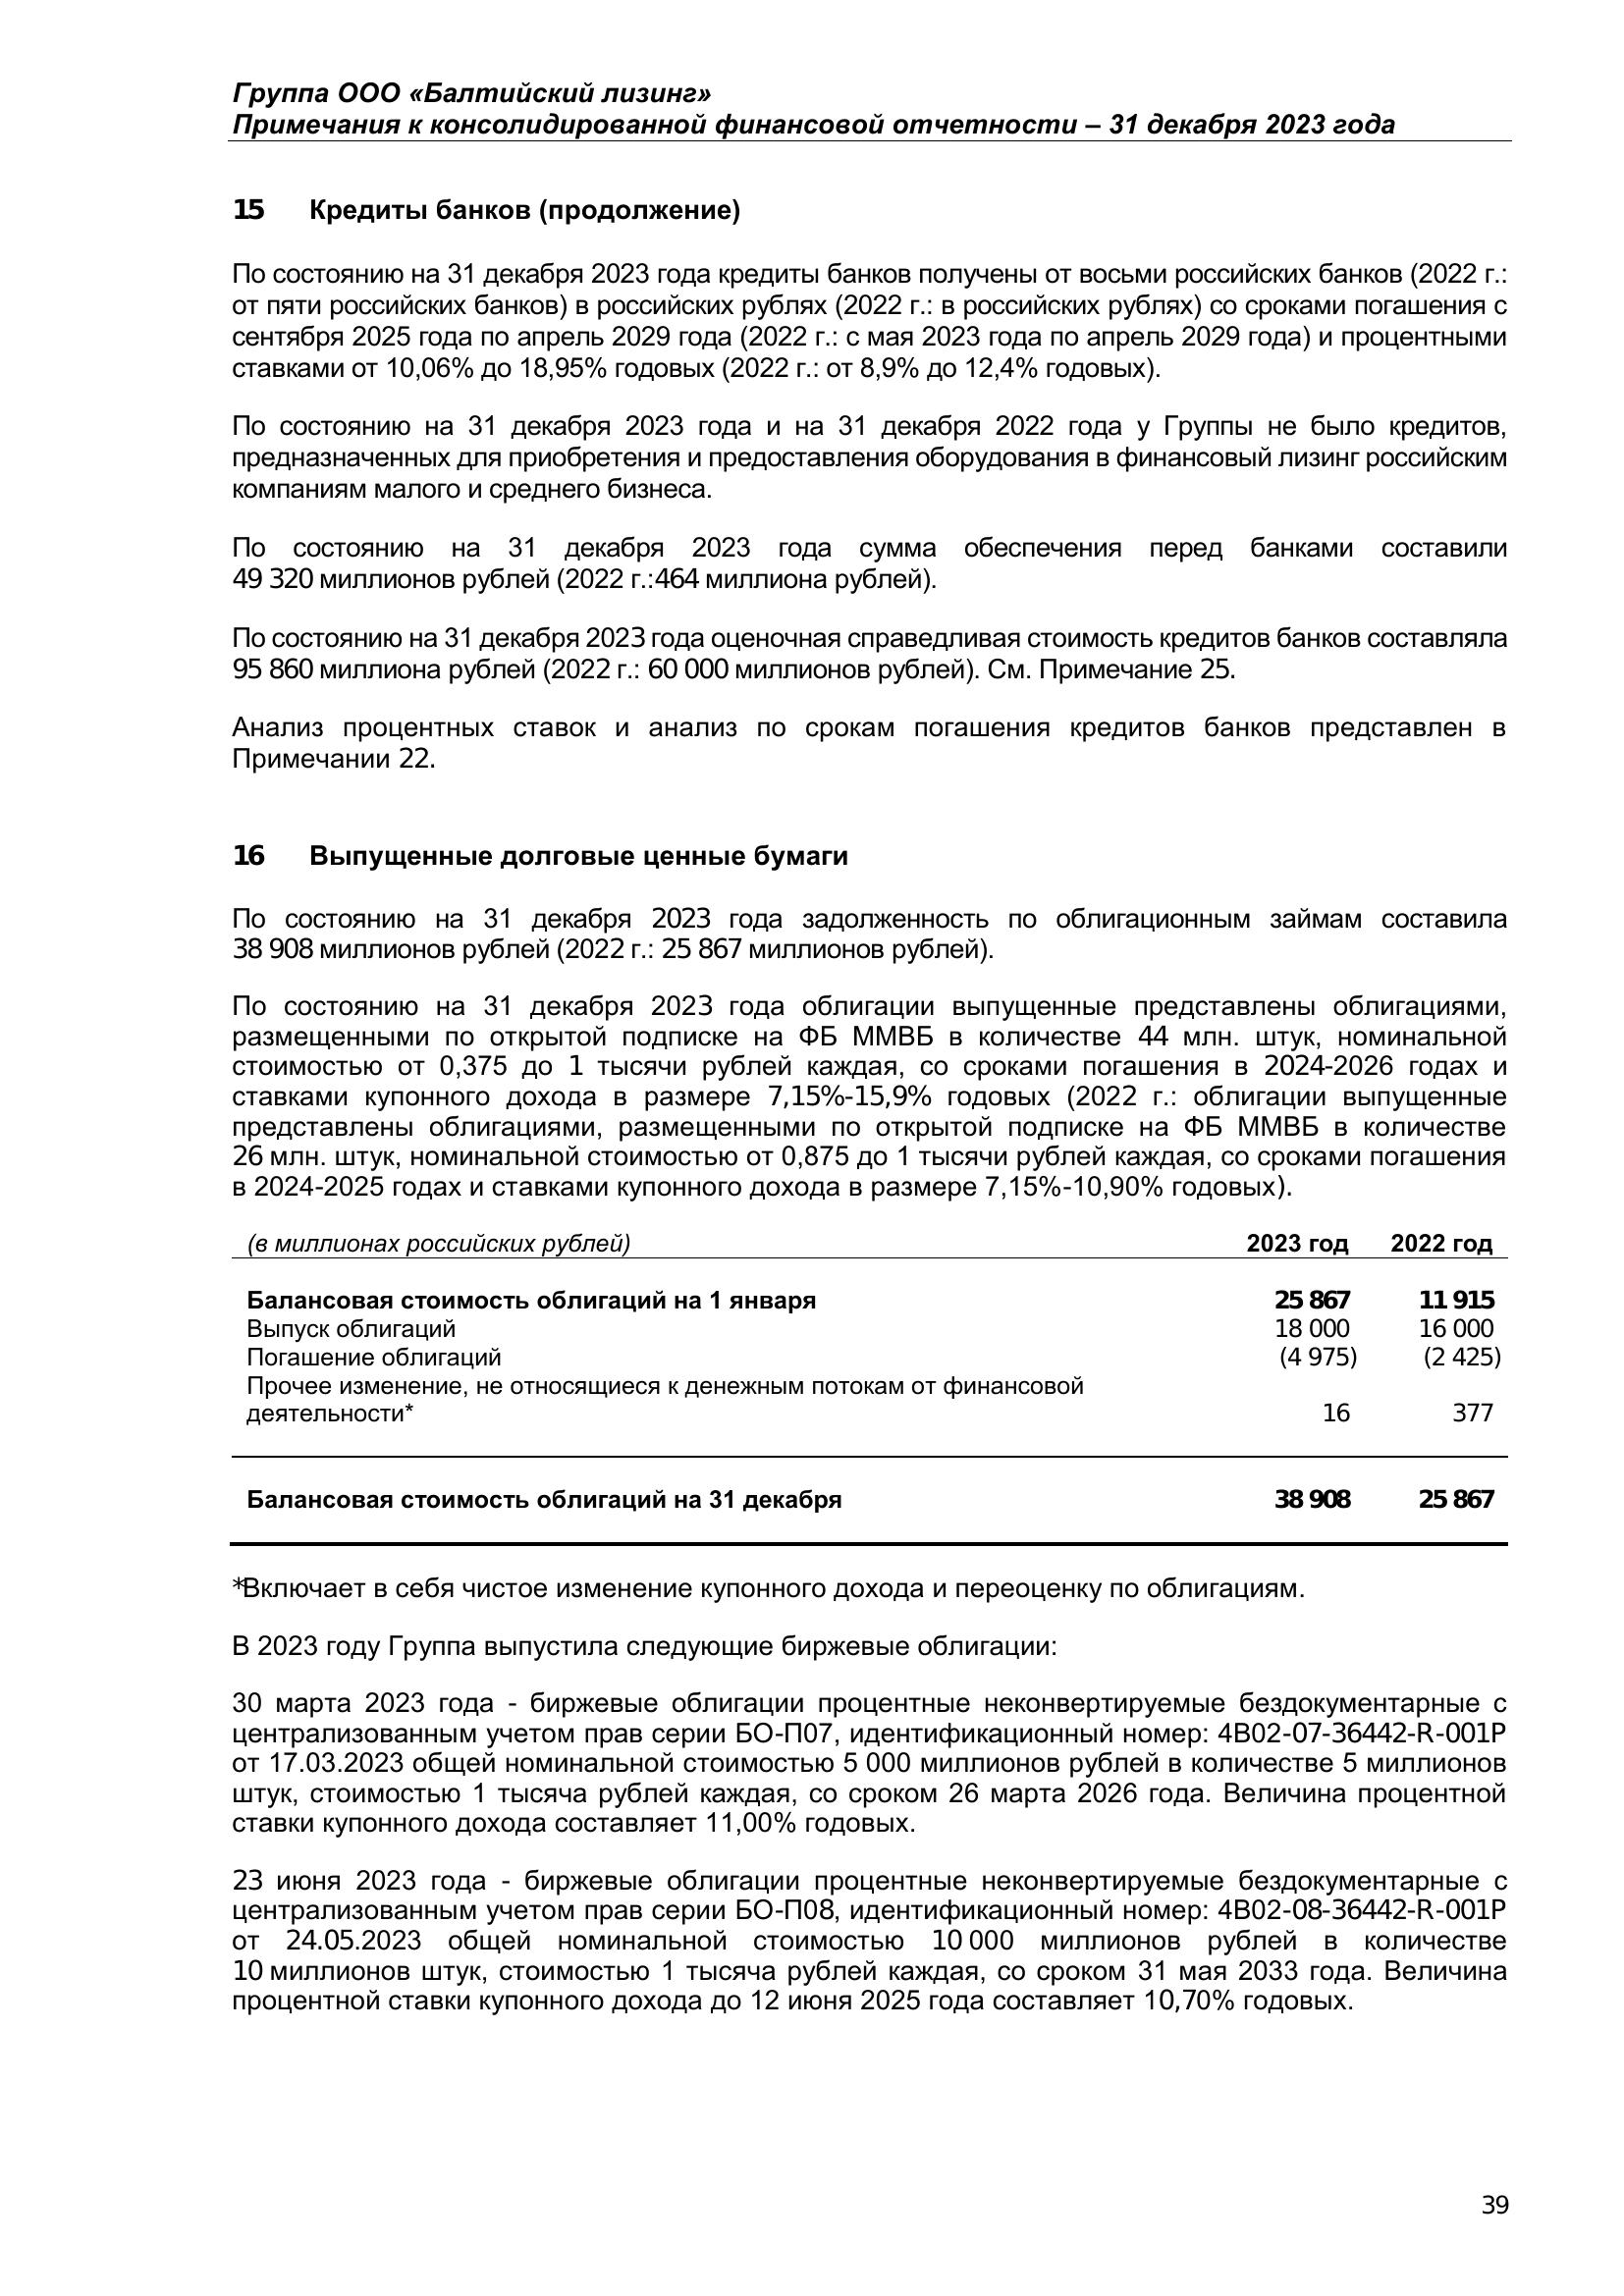 Группа ООО «Балтийский лизинг»
Примечания к консолидированной финансовой отчетности – 31 декабря 2023 года
15 Кредиты банков (продолжение)
По состоянию на 31 декабря 2023 года кредиты банков получены от восьми российских банков (2022 г.:
от пяти российских банков) в российских рублях (2022 г.: в российских рублях) со сроками погашения с
сентября 2025 года по апрель 2029 года (2022 г.: с мая 2023 года по апрель 2029 года) и процентными
ставками от 10,06% до 18,95% годовых (2022 г.: от 8,9% до 12,4% годовых).
По состоянию на 31 декабря 2023 года и на 31 декабря 2022 года у Группы не было кредитов,
предназначенных для приобретения и предоставления оборудования в финансовый лизинг российским
компаниям малого и среднего бизнеса.
По состоянию на 31 декабря 2023 года сумма обеспечения перед банками составили
49 320 миллионов рублей (2022 г.:464 миллиона рублей).
По состоянию на 31 декабря 2023 года оценочная справедливая стоимость кредитов банков составляла
95 860 миллиона рублей (2022 г.: 60 000 миллионов рублей). См. Примечание 25.
Анализ процентных ставок и анализ по срокам погашения кредитов банков представлен в
Примечании 22.
16 Выпущенные долговые ценные бумаги
По состоянию на 31 декабря 2023 года задолженность по облигационным займам составила
38 908 миллионов рублей (2022 г.: 25 867 миллионов рублей).
По состоянию на 31 декабря 2023 года облигации выпущенные представлены облигациями,
размещенными по открытой подписке на ФБ ММВБ в количестве 44 млн. штук, номинальной
стоимостью от 0,375 до 1 тысячи рублей каждая, со сроками погашения в 2024-2026 годах и
ставками купонного дохода в размере 7,15%-15,9% годовых (2022 г.: облигации выпущенные
представлены облигациями, размещенными по открытой подписке на ФБ ММВБ в количестве
26 млн. штук, номинальной стоимостью от 0,875 до 1 тысячи рублей каждая, со сроками погашения
в 2024-2025 годах и ставками купонного дохода в размере 7,15%-10,90% годовых).
(в миллионах российских рублей) 2023 год 2022 год
Балансовая стоимость облигаций на 1 января 25 867 11 915
Выпуск облигаций 18 000 16 000
Погашение облигаций (4 975) (2 425)
Прочее изменение, не относящиеся к денежным потокам от финансовой
деятельности* 16 377
Балансовая стоимость облигаций на 31 декабря 38 908 25 867
*Включает в себя чистое изменение купонного дохода и переоценку по облигациям.
В 2023 году Группа выпустила следующие биржевые облигации:
30 марта 2023 года - биржевые облигации процентные неконвертируемые бездокументарные с
централизованным учетом прав серии БО-П07, идентификационный номер: 4B02-07-36442-R-001P
от 17.03.2023 общей номинальной стоимостью 5 000 миллионов рублей в количестве 5 миллионов
штук, стоимостью 1 тысяча рублей каждая, со сроком 26 марта 2026 года. Величина процентной
ставки купонного дохода составляет 11,00% годовых.
23 июня 2023 года - биржевые облигации процентные неконвертируемые бездокументарные с
централизованным учетом прав серии БО-П08, идентификационный номер: 4B02-08-36442-R-001P
от 24.05.2023 общей номинальной стоимостью 10 000 миллионов рублей в количестве
10 миллионов штук, стоимостью 1 тысяча рублей каждая, со сроком 31 мая 2033 года. Величина
процентной ставки купонного дохода до 12 июня 2025 года составляет 10,70% годовых.
39